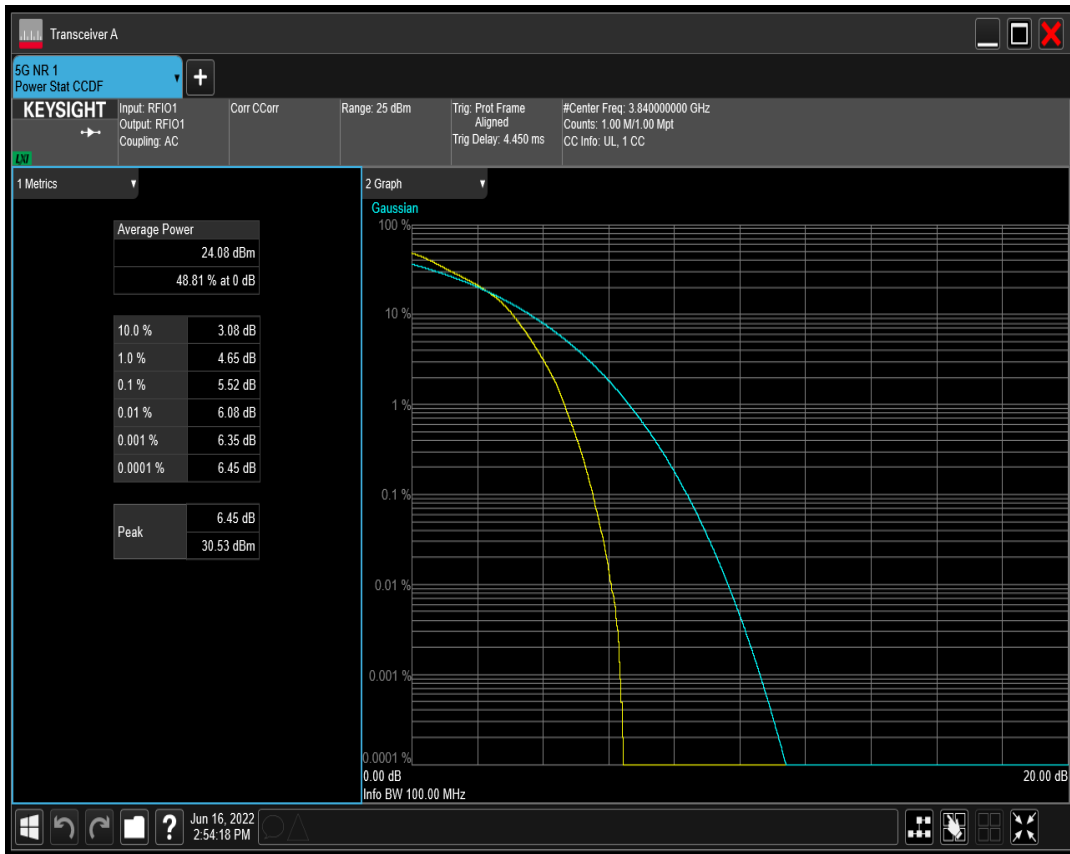 Transceiver A
5G NR 1
Power Stat CCDF
+
KEYSIGHT
LXI
Input: RFIO1
Output: RFIO1
Coupling: AC
Corr CCorr
Range: 25 dBm
Trig: Prot Frame
Aligned
Trig Delay: 4.450 ms
#Center Freq: 3.840000000 GHz
Counts: 1.00 M/1.00 Mpt
CC Info: UL, 1 CC
1 Metrics
Average Power
24.08 dBm
48.81 % at 0 dB
10.0 % 3.08 dB
1.0 % 4.65 dB
0.1 % 5.52 dB
0.01 % 6.08 dB
0.001 % 6.35 dB
0.0001 % 6.45 dB
Peak
6.45 dB
30.53 dBm
2 Graph
Gaussian
100 %
10 %
1 %
0.1 %
0.01 %
0.001 %
0.0001 %
0.00 dB 20.00 dB
Info BW 100.00 MHz
?
Jun 16, 2022
2:54:18 PM